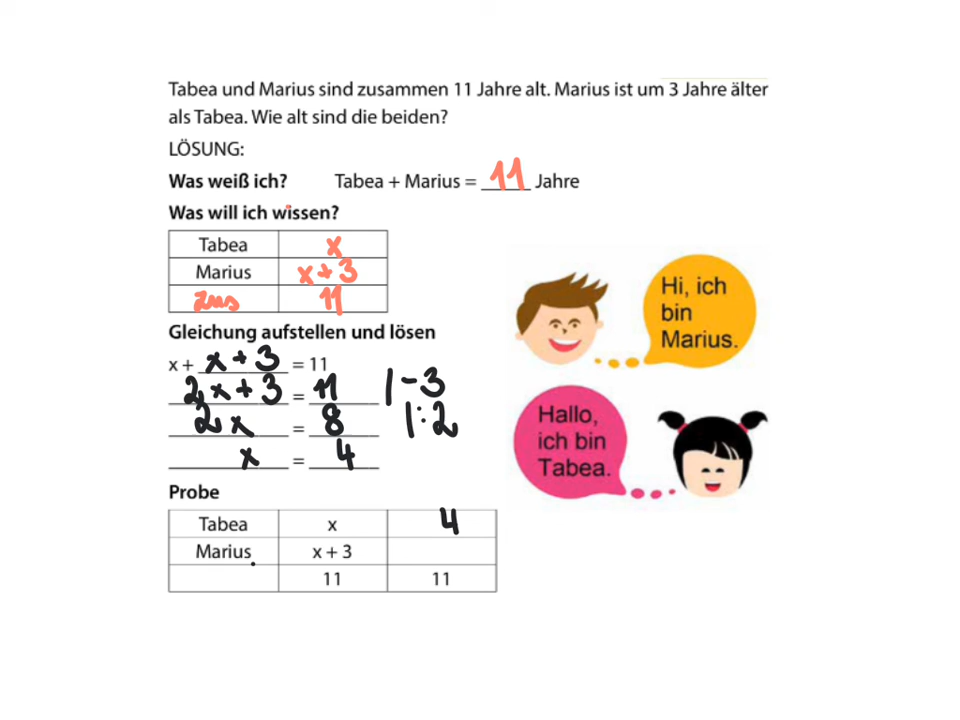 Tabea und Marius sind zusammen 11 Jahre alt. Marius ist um 3 Jahre älter
als Tabea. Wie alt sind die beiden?
LÖSUNG:
Was weiß ich? Tabea + Marius = 11 Jahre
Was will ich wissen?
Tabea x
Marius x + 3
zus 11
Gleichung aufstellen und lösen
x + x + 3 = 11
2x + 3 = 11 | - 3
2x = 8 | : 2
x = 4
Hi, ich
bin
Marius.
Hallo,
ich bin
Tabea.
Probe
Tabea x 4
Marius x + 3
11 11